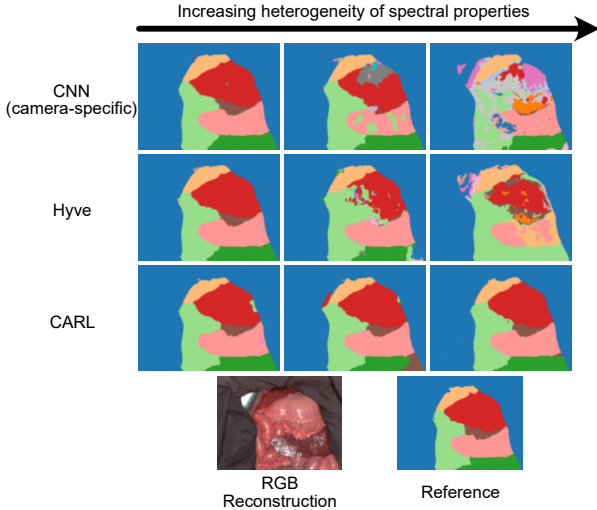 Increasing heterogeneity of spectral properties
CNN
(camera-specific)
Hyve
CARL
RGB
Reconstruction
Reference